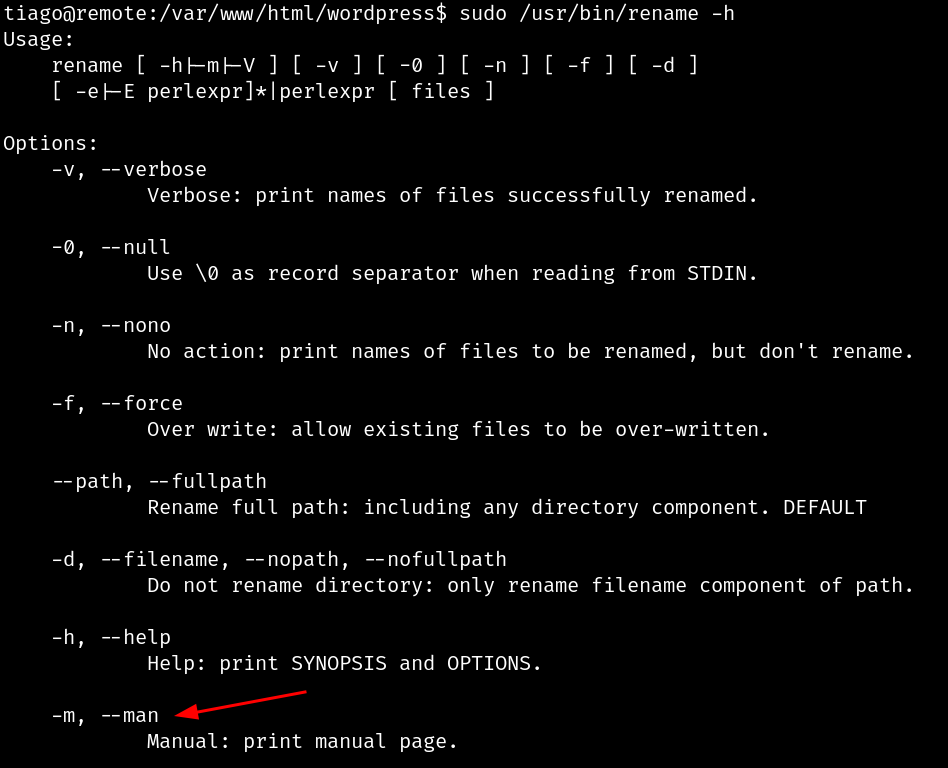 tiago@remote:/var/www/html/wordpress$ sudo /usr/bin/rename -h
Usage:
    rename [ -h|-m|-V ] [ -v ] [ -0 ] [ -n ] [ -f ] [ -d ]
    [ -e|-E perlexpr]*|perlexpr [ files ]

Options:
    -v, --verbose
            Verbose: print names of files successfully renamed.

    -0, --null
            Use \0 as record separator when reading from STDIN.

    -n, --nono
            No action: print names of files to be renamed, but don't rename.

    -f, --force
            Over write: allow existing files to be over-written.

    --path, --fullpath
            Rename full path: including any directory component. DEFAULT

    -d, --filename, --nopath, --nofullpath
            Do not rename directory: only rename filename component of path.

    -h, --help
            Help: print SYNOPSIS and OPTIONS.

    -m, --man
            Manual: print manual page.